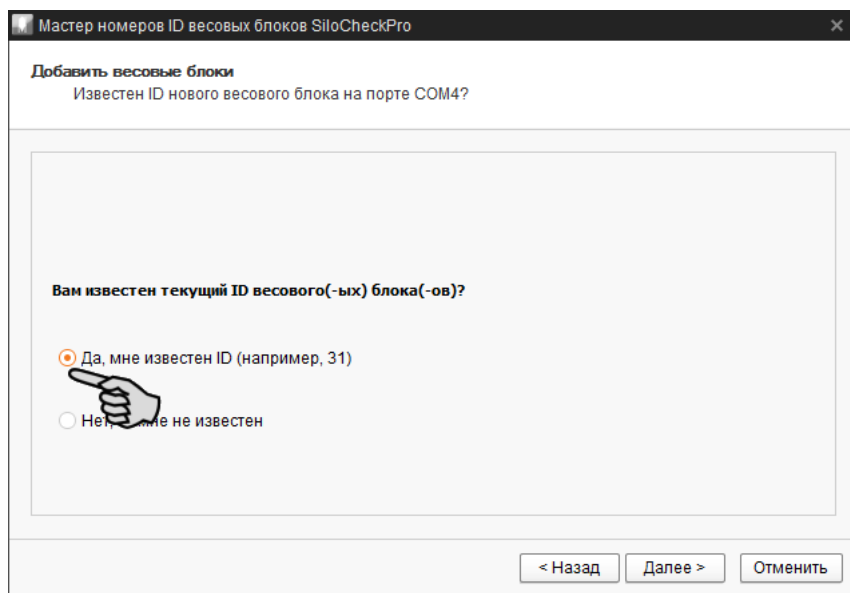 Мастер номеров ID весовых блоков SiloCheckPro
Добавить весовые блоки
Известен ID нового весового блока на порте COM4?
Вам известен текущий ID весового(-ых) блока(-ов)?
Да, мне известен ID (например, 31)
Нет, мне не известен
< Назад Далее > Отменить